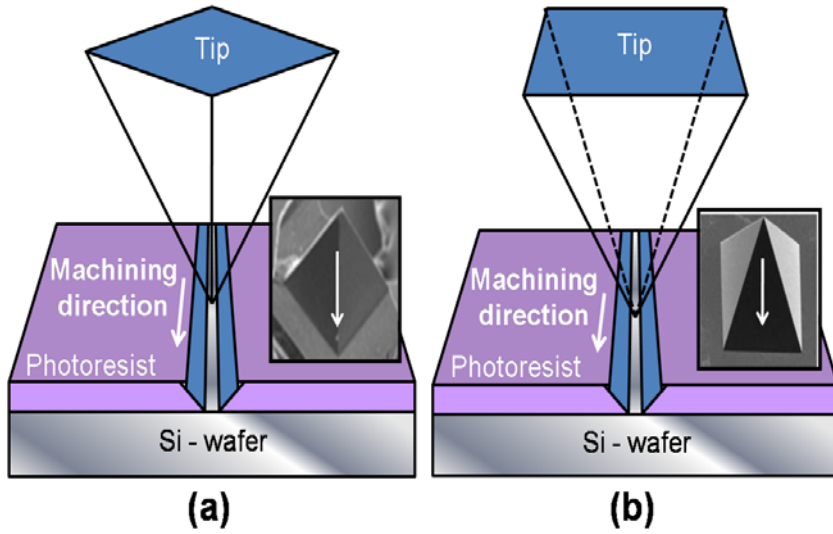 Tip
Machining
direction
Photoresist
Si - wafer
(a)
Tip
Machining
direction
Photoresist
Si - wafer
(b)